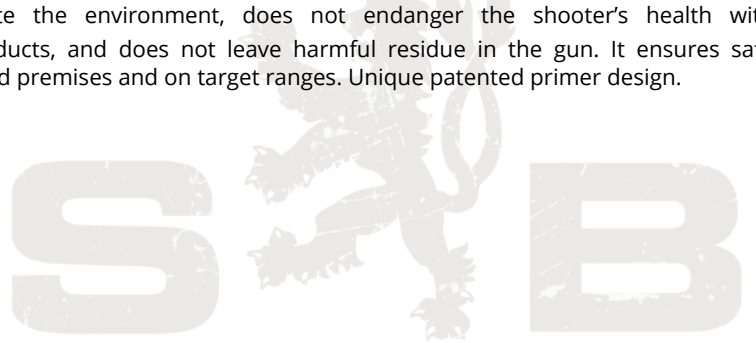 te the environment, does not endanger the shooter’s health wit
ducts, and does not leave harmful residue in the gun. It ensures saf
d premises and on target ranges. Unique patented primer design.
S B